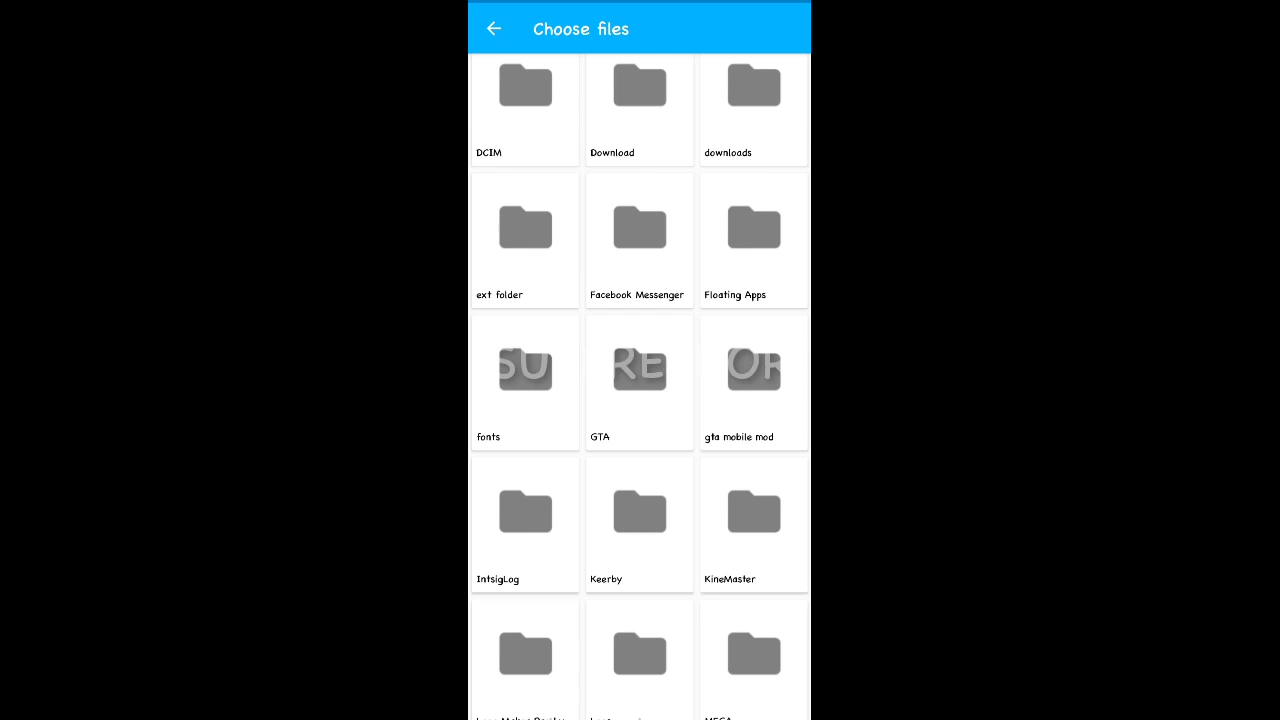 Choose files
DCIM Download downloads
ext folder Facebook Messenger Floating Apps
SU RE OR
fonts GTA gta mobile mod
IntsigLog Keerby KineMaster